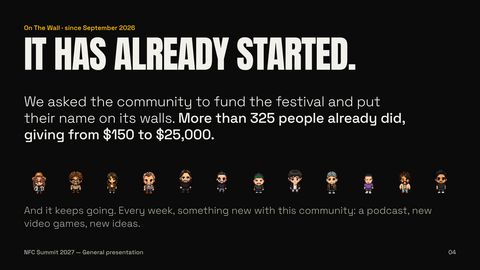 On The Wall · since September 2026
IT HAS ALREADY STARTED.
We asked the community to fund the festival and put
their name on its walls. More than 325 people already did,
giving from $150 to $25,000.
And it keeps going. Every week, something new with this community: a podcast, new
video games, new ideas.
NFC Summit 2027 — General presentation
04